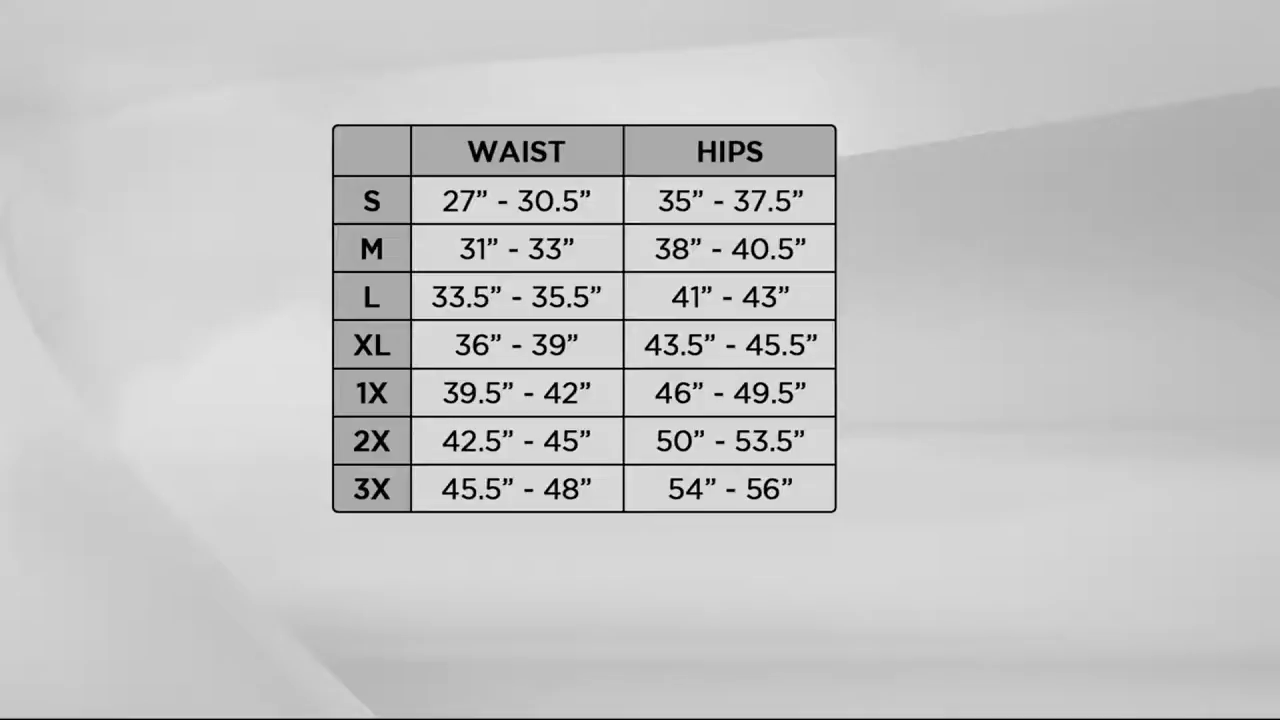 WAIST HIPS
S 27” - 30.5” 35” - 37.5”
M 31” - 33” 38” - 40.5”
L 33.5” - 35.5” 41” - 43”
XL 36” - 39” 43.5” - 45.5”
1X 39.5” - 42” 46” - 49.5”
2X 42.5” - 45” 50” - 53.5”
3X 45.5” - 48” 54” - 56”